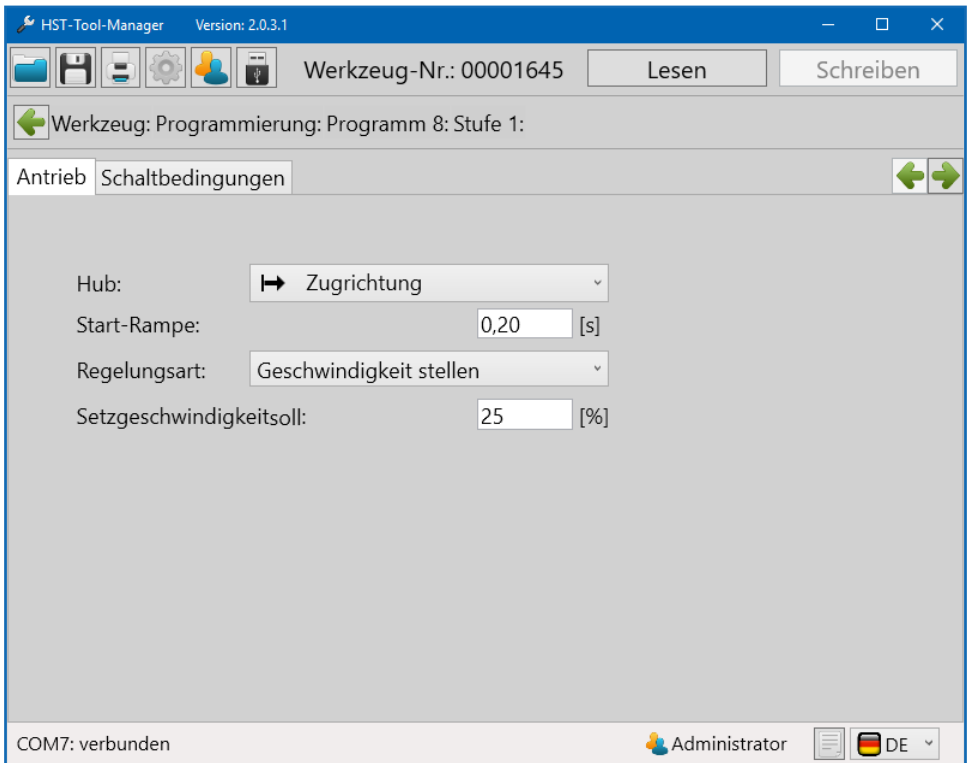 HST-Tool-Manager Version: 2.0.3.1
Werkzeug-Nr.: 00001645 Lesen Schreiben
Werkzeug: Programmierung: Programm 8: Stufe 1:
Antrieb Schaltbedingungen
Hub: Zugrichtung
Start-Rampe: 0,20 [s]
Regelungsart: Geschwindigkeit stellen
Setzgeschwindigkeitsoll: 25 [%]
COM7: verbunden Administrator DE